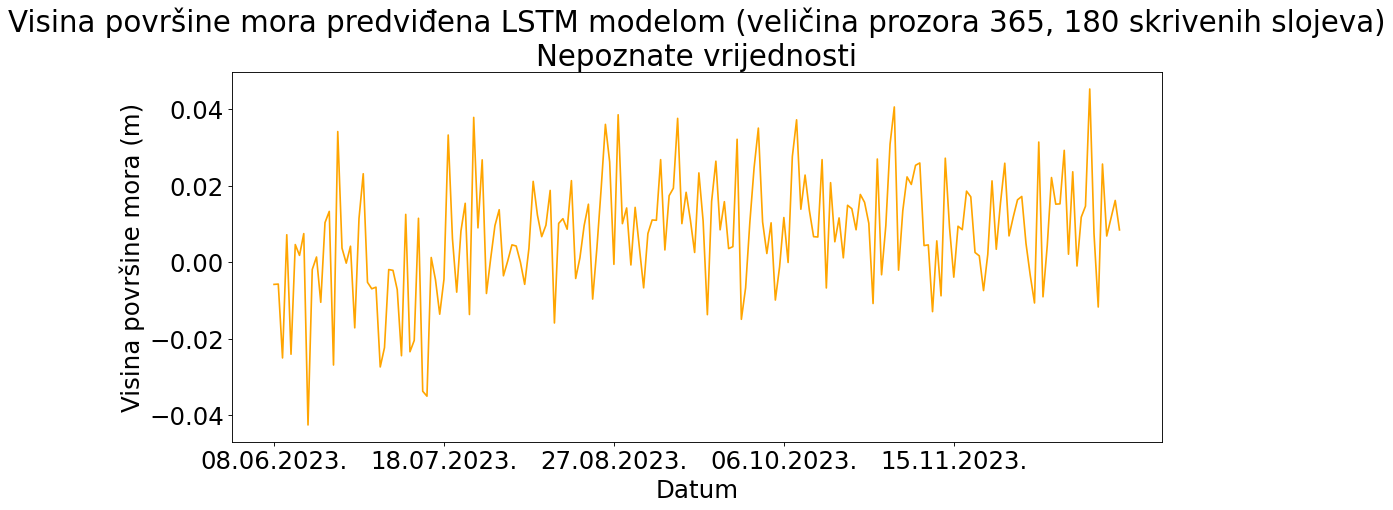 Visina površine mora predviđena LSTM modelom (veličina prozora 365, 180 skrivenih slojeva)
Nepoznate vrijednosti
Visina površine mora (m)
0.04
0.02
0.00
−0.02
−0.04
08.06.2023. 18.07.2023. 27.08.2023. 06.10.2023. 15.11.2023.
Datum